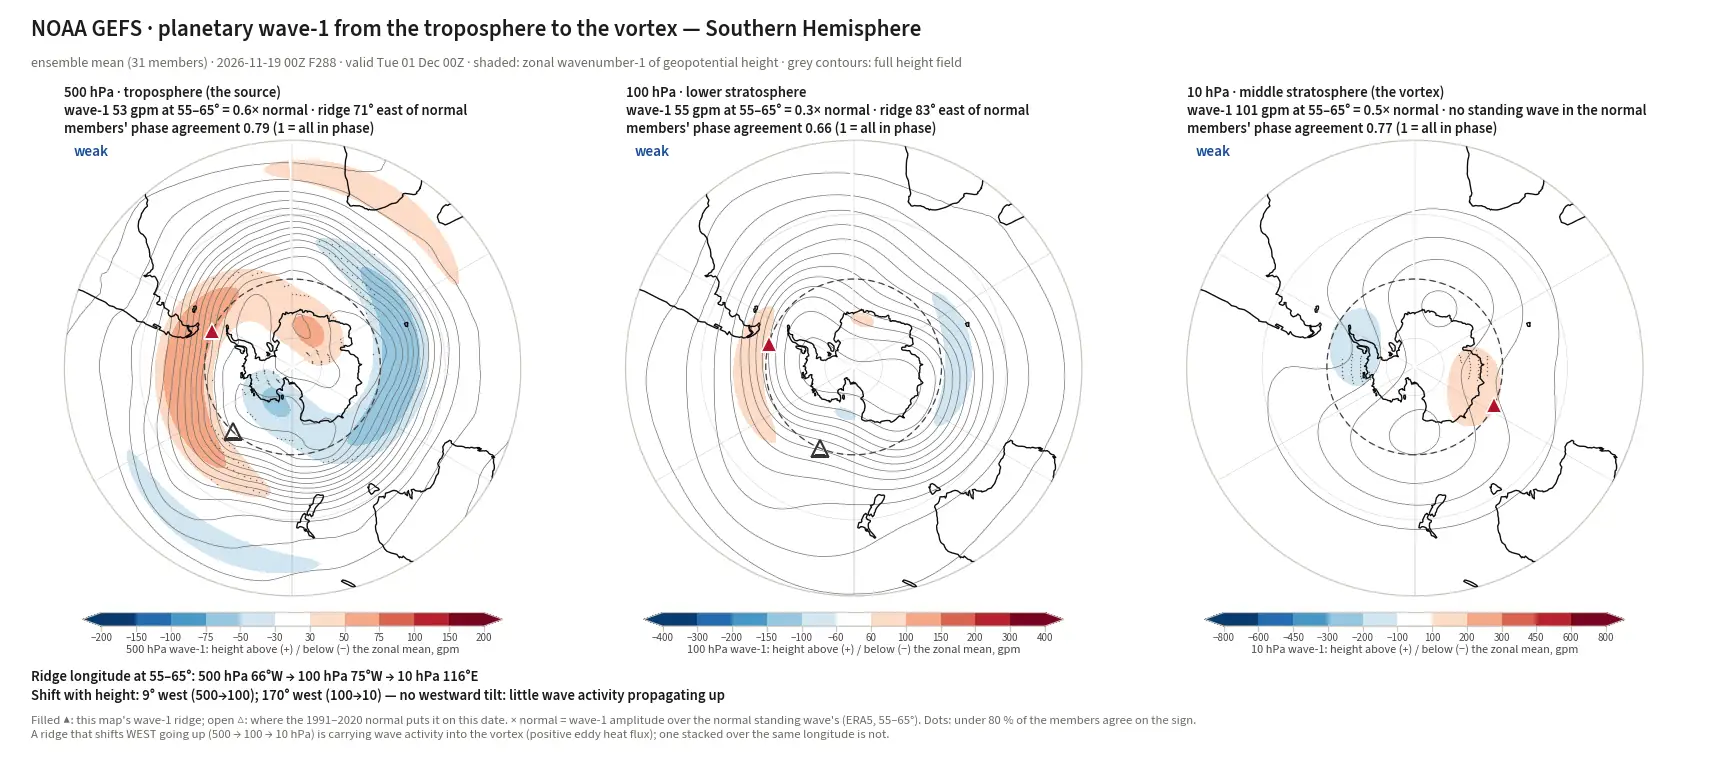 NOAA GEFS · planetary wave-1 from the troposphere to the vortex — Southern Hemisphere
ensemble mean (31 members) · 2026-11-19 00Z F288 · valid Tue 01 Dec 00Z · shaded: zonal wavenumber-1 of geopotential height · grey contours: full height field
500 hPa · troposphere (the source)
wave-1 53 gpm at 55–65° = 0.6× normal · ridge 71° east of normal
members' phase agreement 0.79 (1 = all in phase)
weak
100 hPa · lower stratosphere
wave-1 55 gpm at 55–65° = 0.3× normal · ridge 83° east of normal
members' phase agreement 0.66 (1 = all in phase)
weak
10 hPa · middle stratosphere (the vortex)
wave-1 101 gpm at 55–65° = 0.5× normal · no standing wave in the normal
members' phase agreement 0.77 (1 = all in phase)
weak
−200 −150 −100 −75 −50 −30 30 50 75 100 150 200
500 hPa wave-1: height above (+) / below (−) the zonal mean, gpm
−400 −300 −200 −150 −100 −60 60 100 150 200 300 400
100 hPa wave-1: height above (+) / below (−) the zonal mean, gpm
−800 −600 −450 −300 −200 −100 100 200 300 450 600 800
10 hPa wave-1: height above (+) / below (−) the zonal mean, gpm
Ridge longitude at 55–65°: 500 hPa 66°W → 100 hPa 75°W → 10 hPa 116°E
Shift with height: 9° west (500→100); 170° west (100→10) — no westward tilt: little wave activity propagating up
Filled ▲: this map's wave-1 ridge; open △: where the 1991–2020 normal puts it on this date. × normal = wave-1 amplitude over the normal standing wave's (ERA5, 55–65°). Dots: under 80 % of the members agree on the sign.
A ridge that shifts WEST going up (500 → 100 → 10 hPa) is carrying wave activity into the vortex (positive eddy heat flux); one stacked over the same longitude is not.